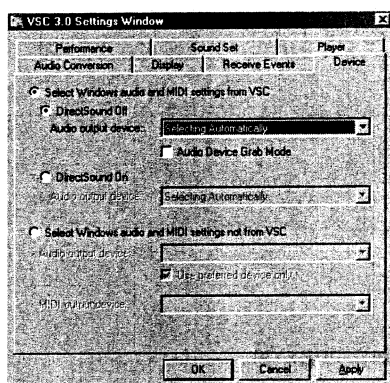 VSC 3.0 Settings Window
Performance Sound Set Player
Audio Conversion Display Receive Events Device
Select Windows audio and MIDI settings from VSC
DirectSound Off
Audio output device: Selecting Automatically
Audio Device Grab Mode
DirectSound On
Audio output device: Selecting Automatically
Select Windows audio and MIDI settings not from VSC
Audio output device:
Use preferred device only
MIDI output device:
OK Cancel Apply